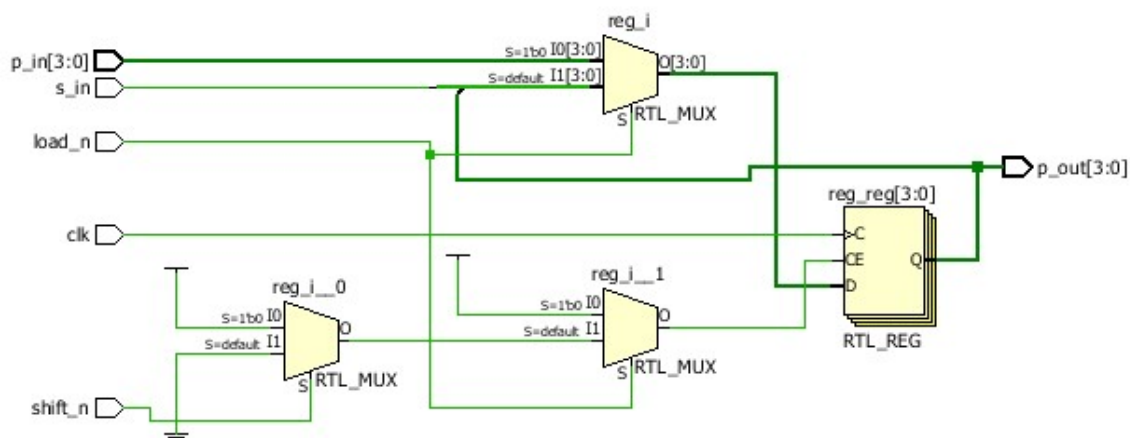 reg_i
p_in[3:0]
S=1'b0 I0[3:0]
O[3:0]
s_in
S=default I1[3:0]
load_n
S
RTL_MUX
p_out[3:0]
reg_reg[3:0]
clk
C
CE
Q
D
RTL_REG
reg_i__0
S=1'b0 I0
O
S=default I1
S
RTL_MUX
reg_i__1
S=1'b0 I0
O
S=default I1
S
RTL_MUX
shift_n